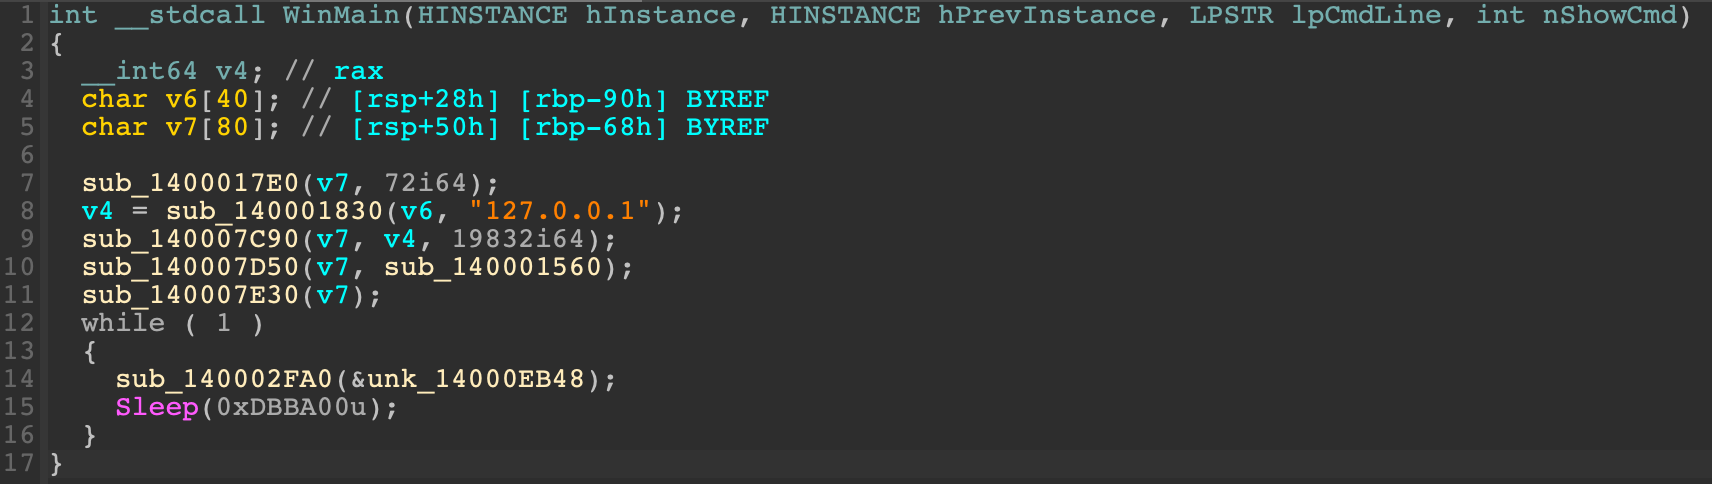 1 int __stdcall WinMain(HINSTANCE hInstance, HINSTANCE hPrevInstance, LPSTR lpCmdLine, int nShowCmd)
2 {
3   __int64 v4; // rax
4   char v6[40]; // [rsp+28h] [rbp-90h] BYREF
5   char v7[80]; // [rsp+50h] [rbp-68h] BYREF
6
7   sub_1400017E0(v7, 72i64);
8   v4 = sub_140001830(v6, "127.0.0.1");
9   sub_140007C90(v7, v4, 19832i64);
10   sub_140007D50(v7, sub_140001560);
11   sub_140007E30(v7);
12   while ( 1 )
13   {
14     sub_140002FA0(&unk_14000EB48);
15     Sleep(0xDBBA00u);
16   }
17 }